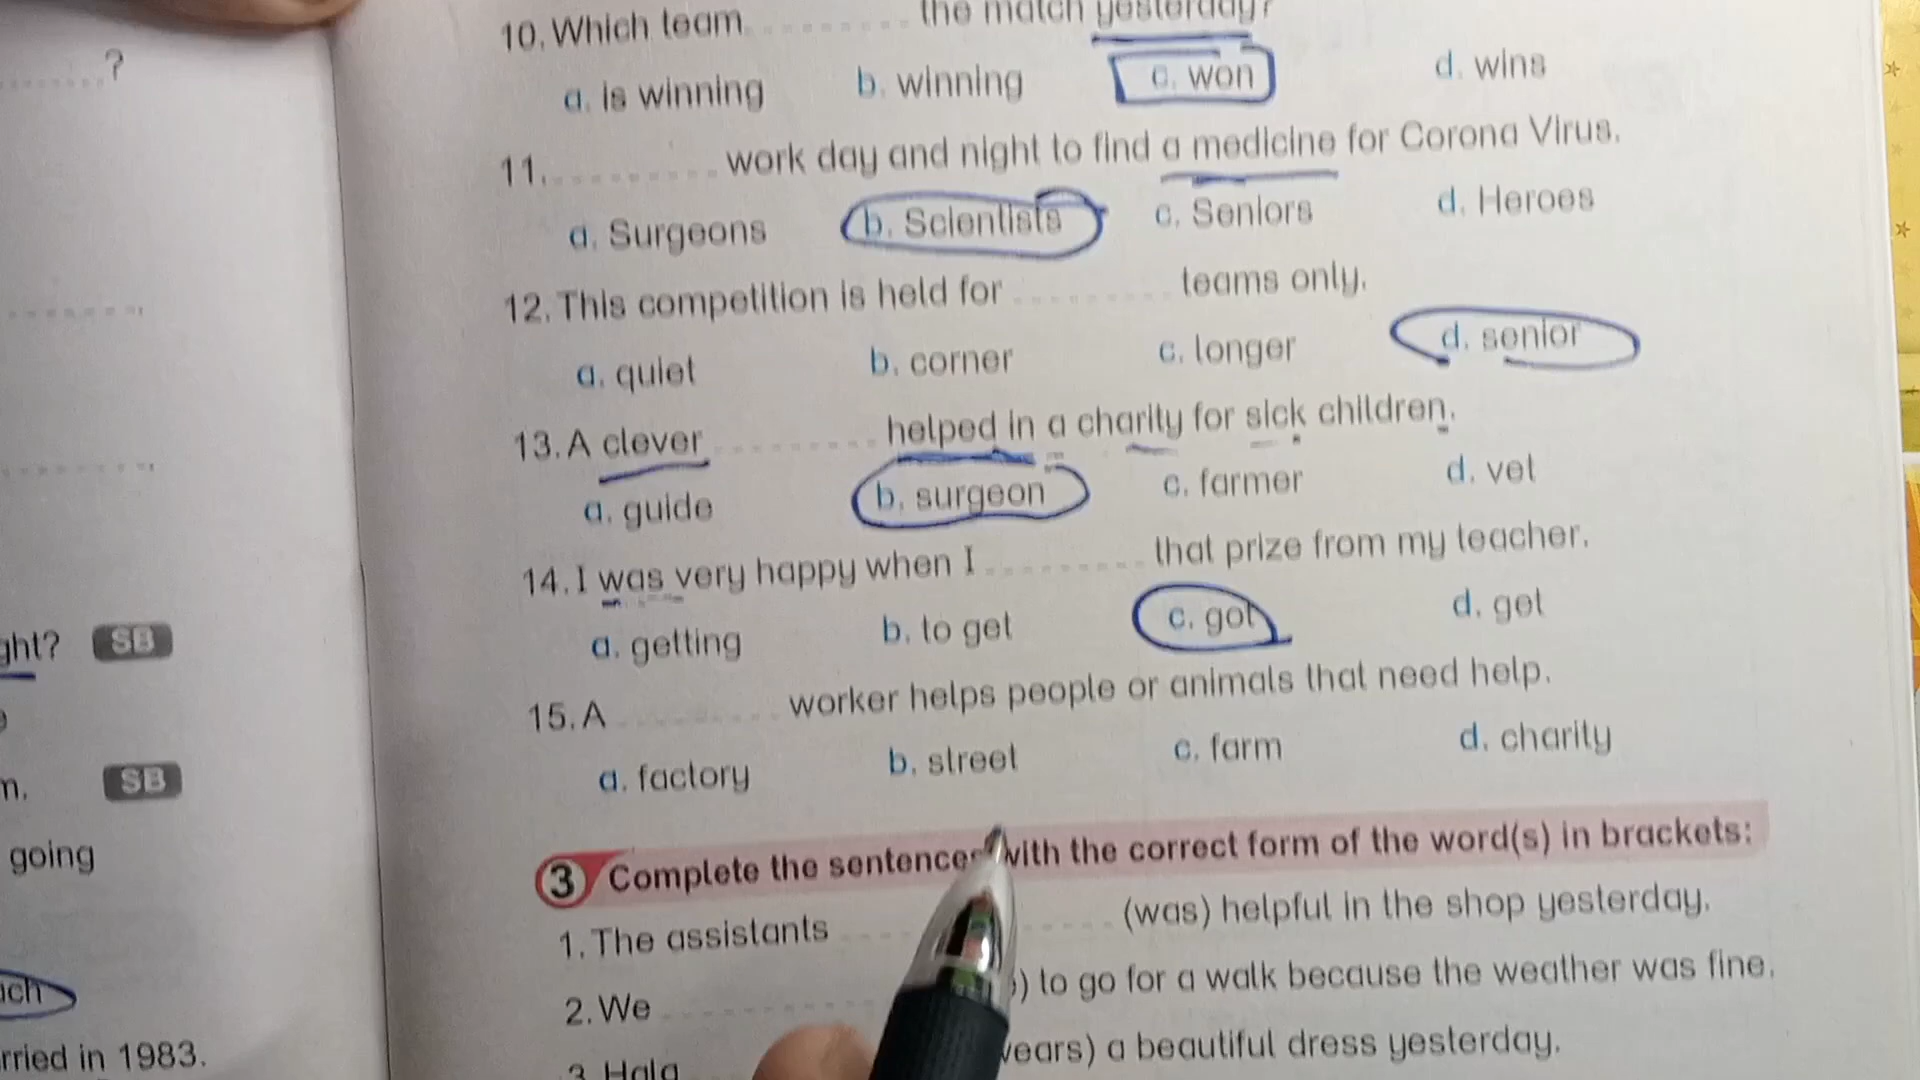 ?
10. Which team ......... the match yesterday?
a. is winning b. winning c. won d. wins
11. ......... work day and night to find a medicine for Corona Virus.
a. Surgeons b. Scientists c. Seniors d. Heroes
12. This competition is held for ......... teams only.
a. quiet b. corner c. longer d. senior
13. A clever ......... helped in a charity for sick children.
a. guide b. surgeon c. farmer d. vet
14. I was very happy when I ......... that prize from my teacher.
a. getting b. to get c. got d. get
15. A ......... worker helps people or animals that need help.
a. factory b. street c. farm d. charity
3 Complete the sentences with the correct form of the word(s) in brackets:
1. The assistants ......... (was) helpful in the shop yesterday.
2. We ......... ) to go for a walk because the weather was fine.
3. Hala vears) a beautiful dress yesterday.
ght? SB
m. SB
going
ach
rried in 1983.